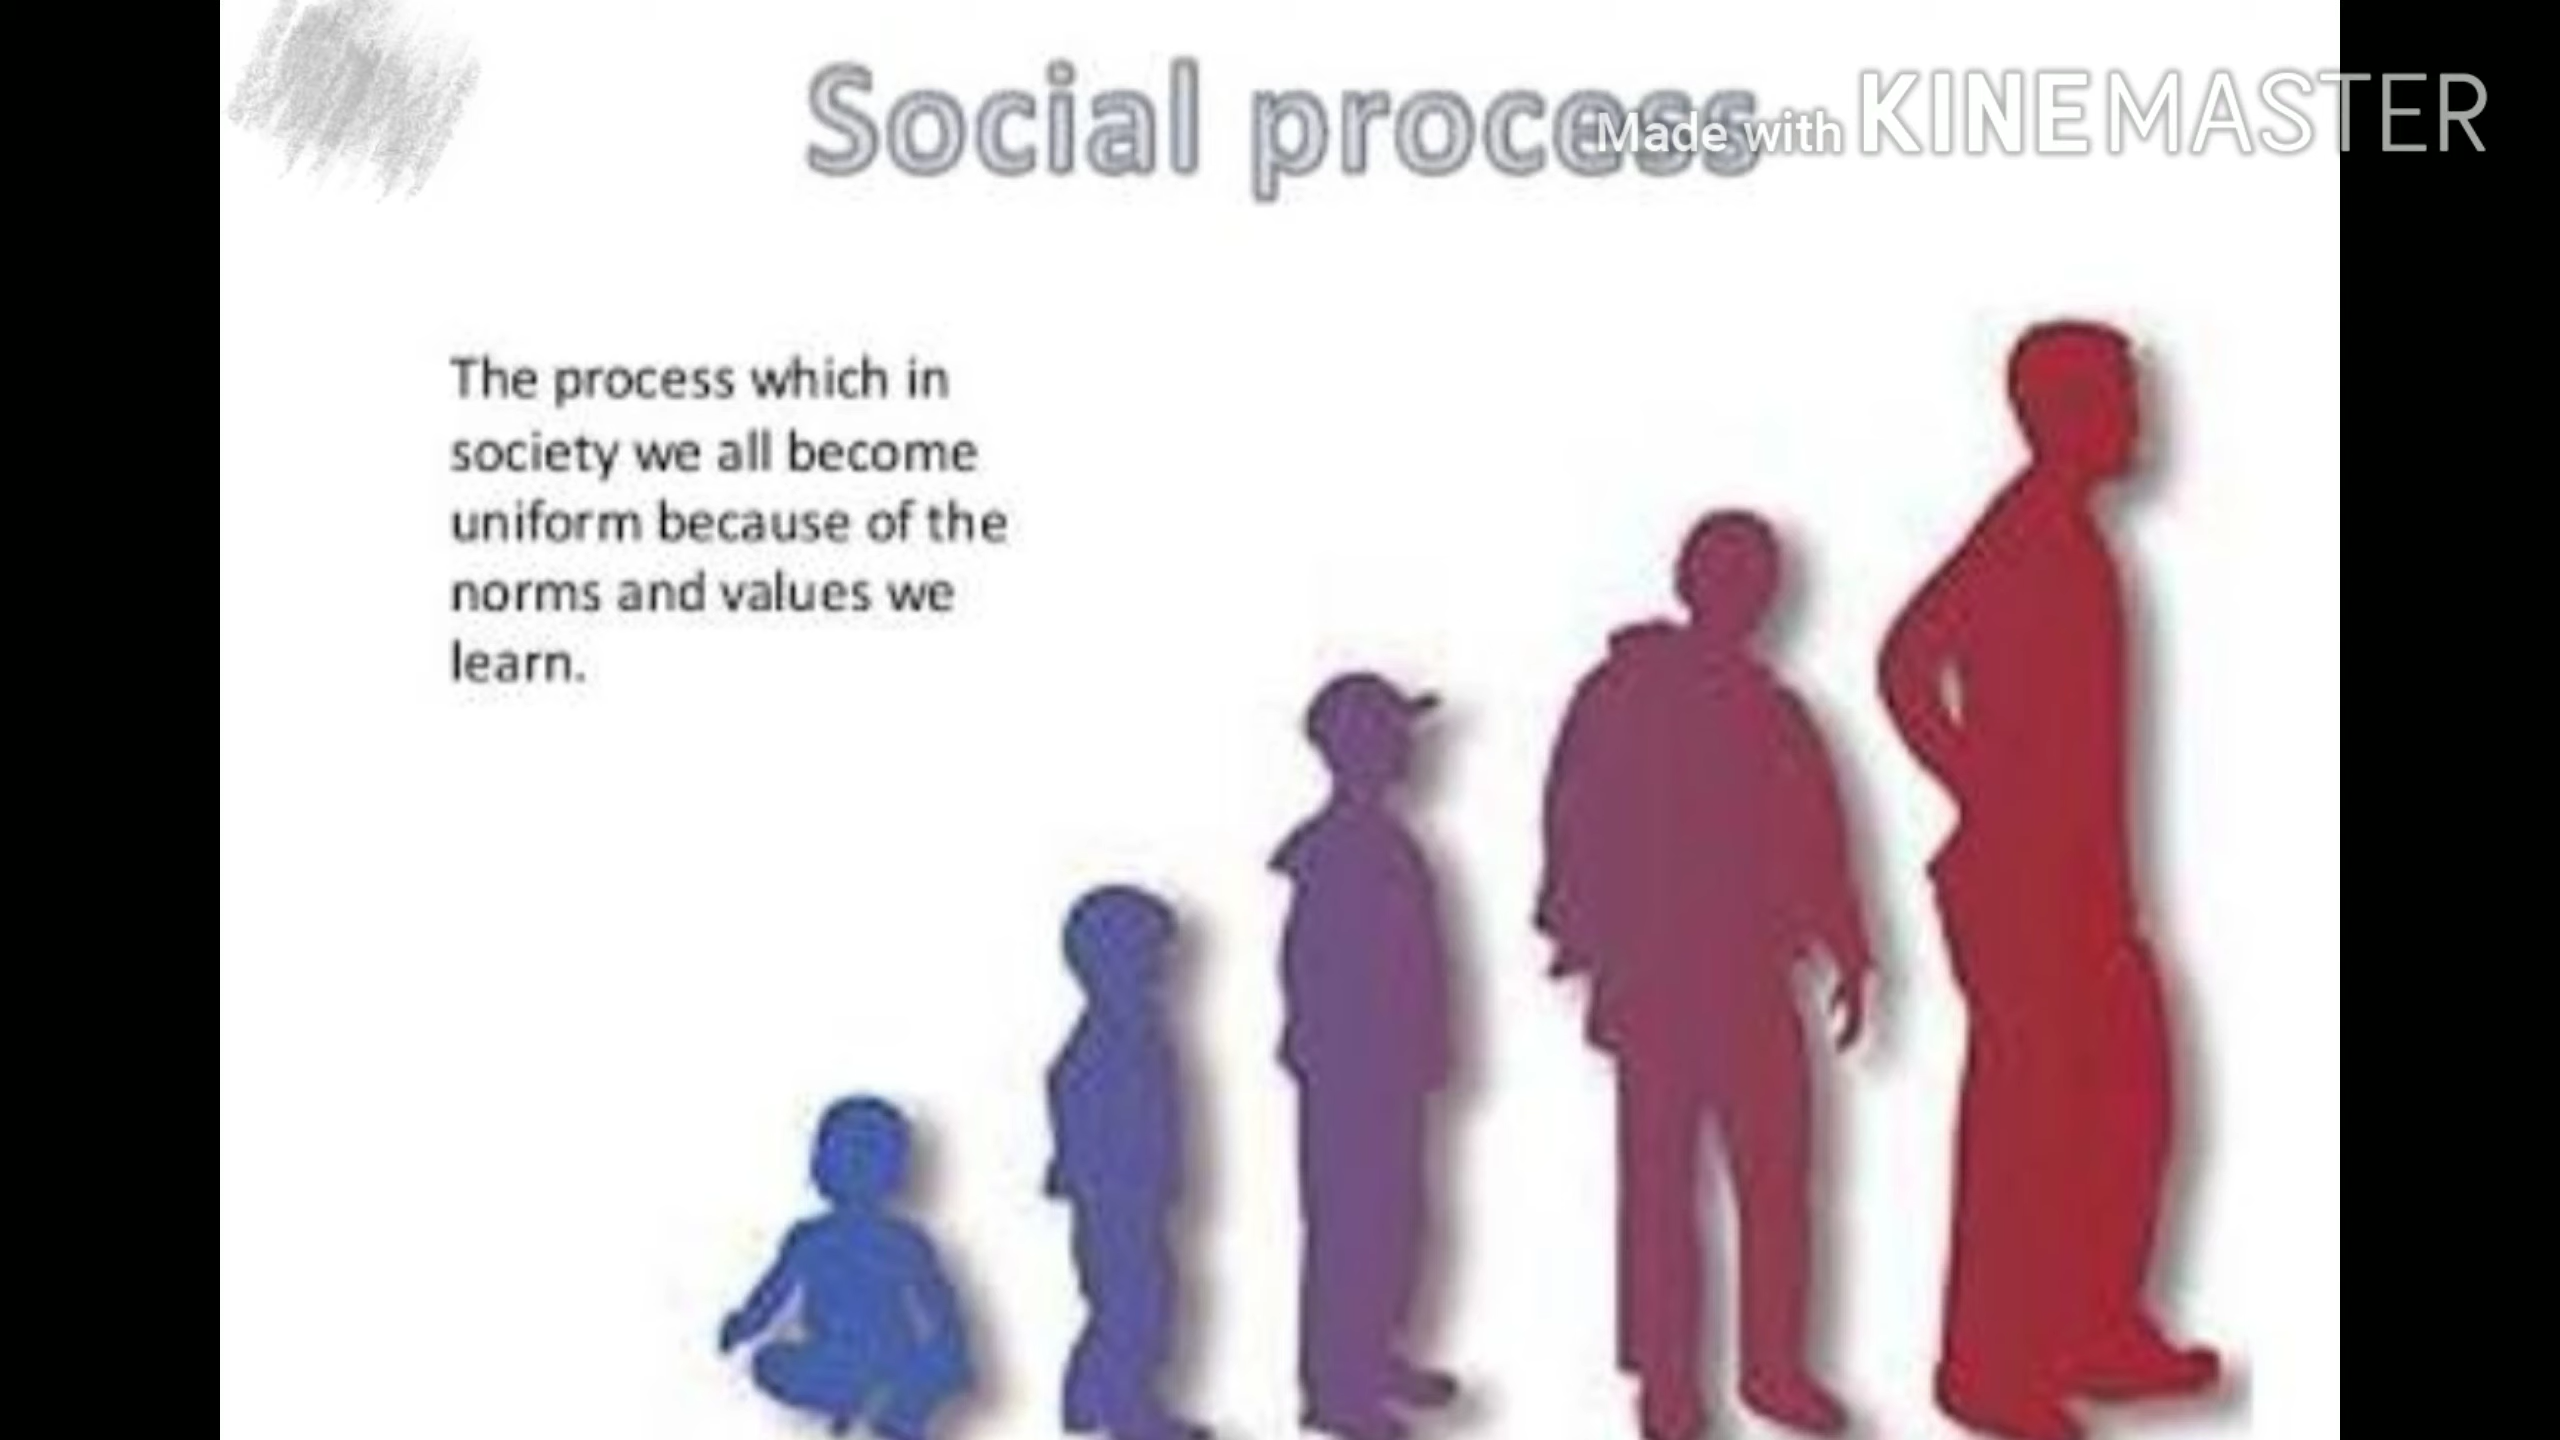 Social process
Made with KINEMASTER
The process which in
society we all become
uniform because of the
norms and values we
learn.